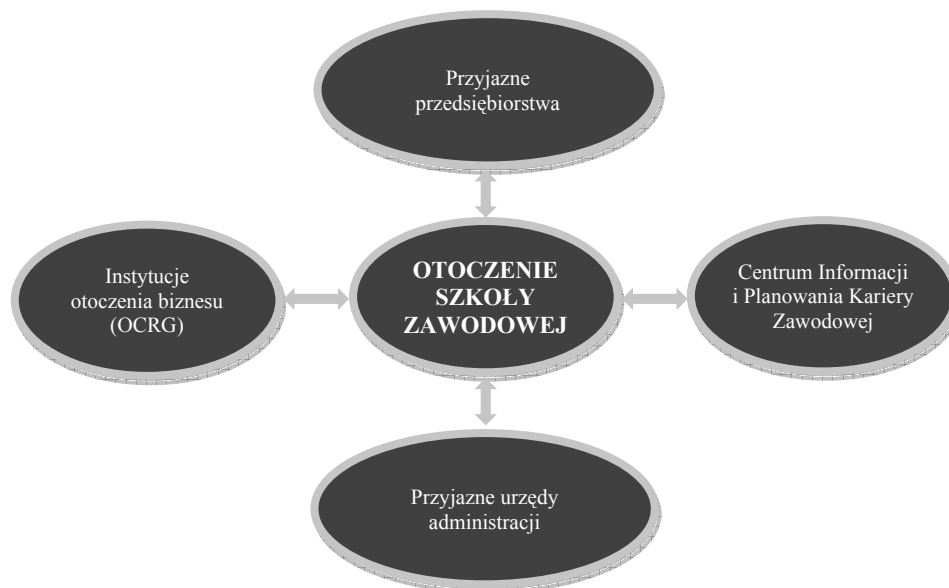 Przyjazne
przedsiębiorstwa
Instytucje
otoczenia biznesu
(OCRG)
OTOCZENIE
SZKOŁY
ZAWODOWEJ
Centrum Informacji
i Planowania Kariery
Zawodowej
Przyjazne urzędy
administracji